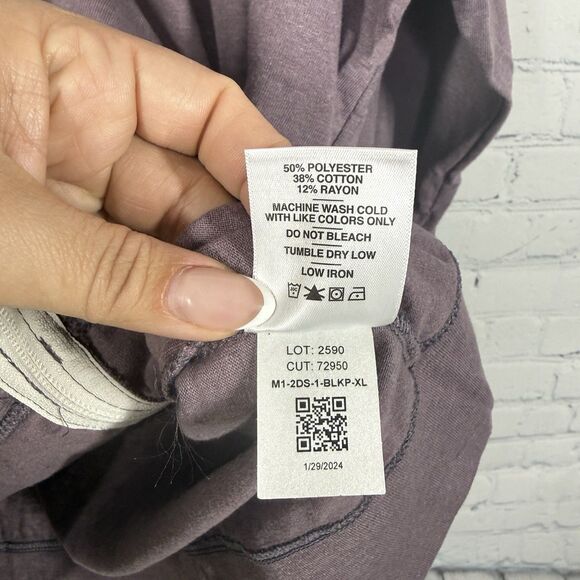 50% POLYESTER
38% COTTON
12% RAYON
MACHINE WASH COLD
WITH LIKE COLORS ONLY
DO NOT BLEACH
TUMBLE DRY LOW
LOW IRON
LOT: 2590
CUT: 72950
M1-2DS-1-BLKP-XL
1/29/2024